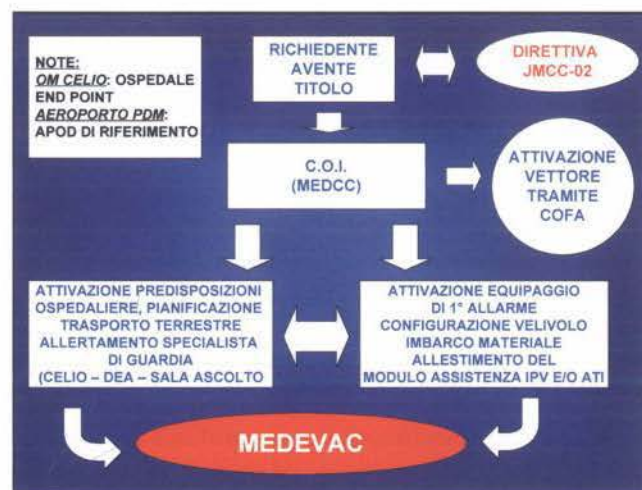 NOTE:
OM CELIO: OSPEDALE
END POINT
AEROPORTO PDM:
APOD DI RIFERIMENTO
RICHIEDENTE
AVENTE
TITOLO
DIRETTIVA
JMCC-02
C.O.I.
(MEDCC)
ATTIVAZIONE
VETTORE
TRAMITE
COFA
ATTIVAZIONE PREDISPOSIZIONI
OSPEDALIERE, PIANIFICAZIONE
TRASPORTO TERRESTRE
ALLERTAMENTO SPECIALISTA
DI GUARDIA
(CELIO – DEA – SALA ASCOLTO
ATTIVAZIONE EQUIPAGGIO
DI 1° ALLARME
CONFIGURAZIONE VELIVOLO
IMBARCO MATERIALE
ALLESTIMENTO DEL
MODULO ASSISTENZA IPV E/O ATI
MEDEVAC